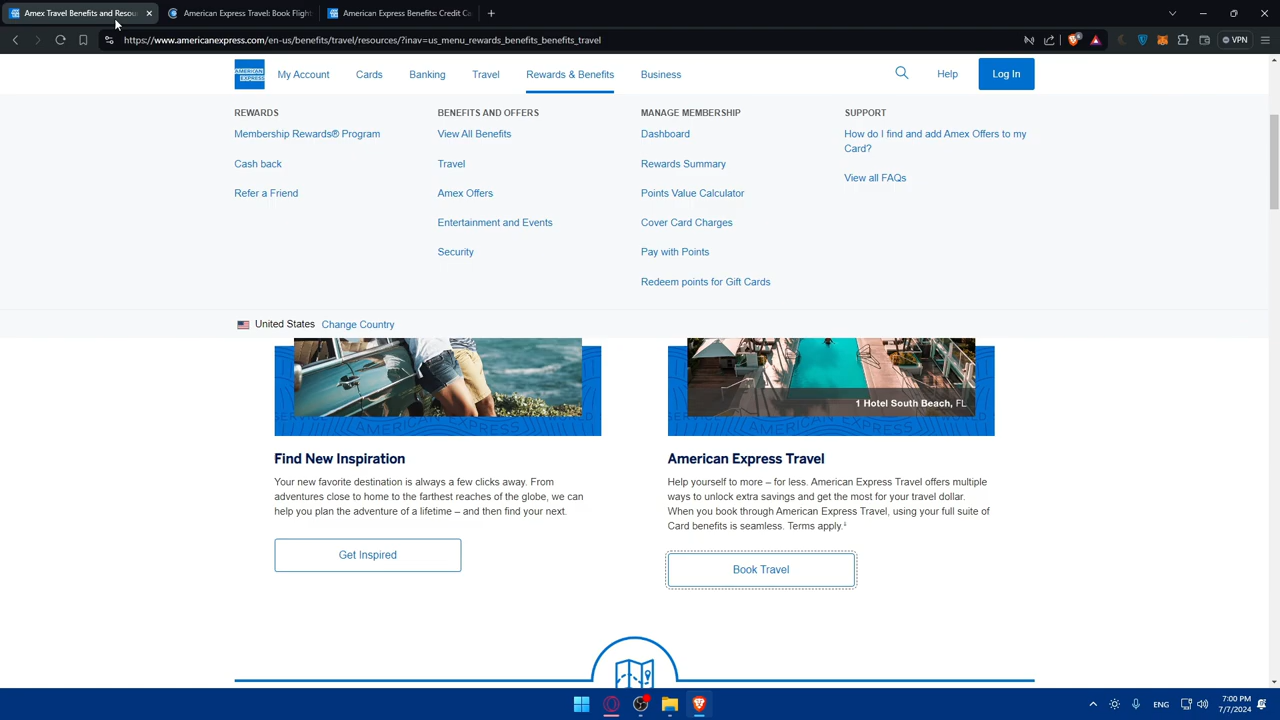 Amex Travel Benefits and Resou
American Express Travel: Book Flight
American Express Benefits Credit Ca
https://www.americanexpress.com/en-us/benefits/travel/resources/?inav=us_menu_rewards_benefits_benefits_travel
VPN
AMERICAN EXPRESS
My Account
Cards
Banking
Travel
Rewards & Benefits
Business
Help
Log In
REWARDS
Membership Rewards® Program
Cash back
Refer a Friend
BENEFITS AND OFFERS
View All Benefits
Travel
Amex Offers
Entertainment and Events
Security
MANAGE MEMBERSHIP
Dashboard
Rewards Summary
Points Value Calculator
Cover Card Charges
Pay with Points
Redeem points for Gift Cards
SUPPORT
How do I find and add Amex Offers to my
Card?
View all FAQs
United States Change Country
1 Hotel South Beach, FL
AMERICAN EXPRESS
AMERICAN EXPRESS
Find New Inspiration
Your new favorite destination is always a few clicks away. From
adventures close to home to the farthest reaches of the globe, we can
help you plan the adventure of a lifetime – and then find your next.
Get Inspired
American Express Travel
Help yourself to more – for less. American Express Travel offers multiple
ways to unlock extra savings and get the most for your travel dollar.
When you book through American Express Travel, using your full suite of
Card benefits is seamless. Terms apply.
Book Travel
ENG
7:00 PM
7/7/2024